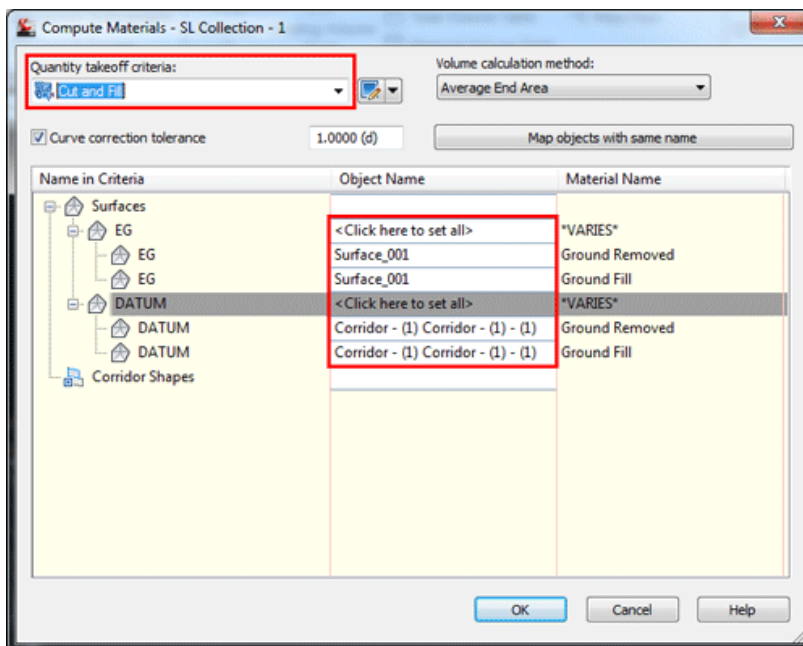 Compute Materials - SL Collection - 1
Quantity takeoff criteria:
Volume calculation method:
Cut and Fill
Average End Area
Curve correction tolerance
1.0000 (d)
Map objects with same name
Name in Criteria Object Name Material Name
Surfaces
EG <Click here to set all> *VARIES*
EG Surface_001 Ground Removed
EG Surface_001 Ground Fill
DATUM <Click here to set all> *VARIES*
DATUM Corridor - (1) Corridor - (1) - (1) Ground Removed
DATUM Corridor - (1) Corridor - (1) - (1) Ground Fill
Corridor Shapes
OK Cancel Help